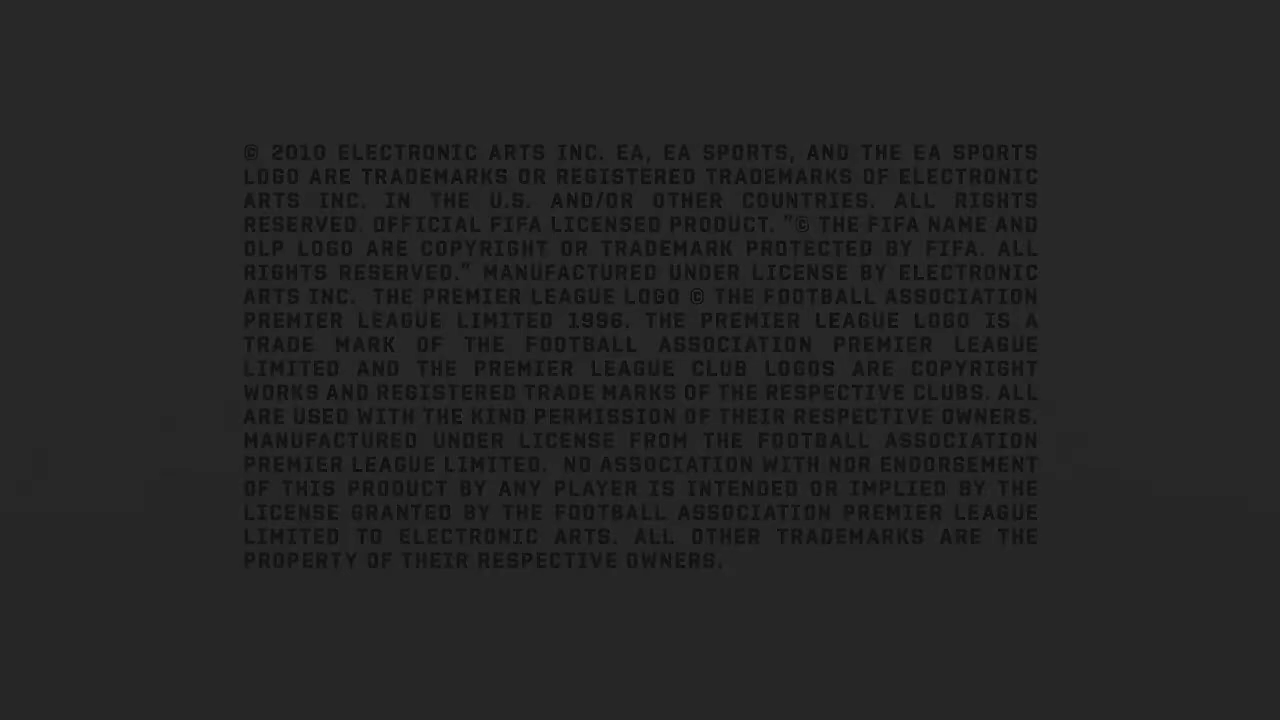 © 2010 ELECTRONIC ARTS INC. EA, EA SPORTS, AND THE EA SPORTS
LOGO ARE TRADEMARKS OR REGISTERED TRADEMARKS OF ELECTRONIC
ARTS INC. IN THE U.S. AND/OR OTHER COUNTRIES. ALL RIGHTS
RESERVED. OFFICIAL FIFA LICENSED PRODUCT. "© THE FIFA NAME AND
OLP LOGO ARE COPYRIGHT OR TRADEMARK PROTECTED BY FIFA. ALL
RIGHTS RESERVED." MANUFACTURED UNDER LICENSE BY ELECTRONIC
ARTS INC. THE PREMIER LEAGUE LOGO © THE FOOTBALL ASSOCIATION
PREMIER LEAGUE LIMITED 1996. THE PREMIER LEAGUE LOGO IS A
TRADE MARK OF THE FOOTBALL ASSOCIATION PREMIER LEAGUE
LIMITED AND THE PREMIER LEAGUE CLUB LOGOS ARE COPYRIGHT
WORKS AND REGISTERED TRADE MARKS OF THE RESPECTIVE CLUBS. ALL
ARE USED WITH THE KIND PERMISSION OF THEIR RESPECTIVE OWNERS.
MANUFACTURED UNDER LICENSE FROM THE FOOTBALL ASSOCIATION
PREMIER LEAGUE LIMITED. NO ASSOCIATION WITH NOR ENDORSEMENT
OF THIS PRODUCT BY ANY PLAYER IS INTENDED OR IMPLIED BY THE
LICENSE GRANTED BY THE FOOTBALL ASSOCIATION PREMIER LEAGUE
LIMITED TO ELECTRONIC ARTS. ALL OTHER TRADEMARKS ARE THE
PROPERTY OF THEIR RESPECTIVE OWNERS.